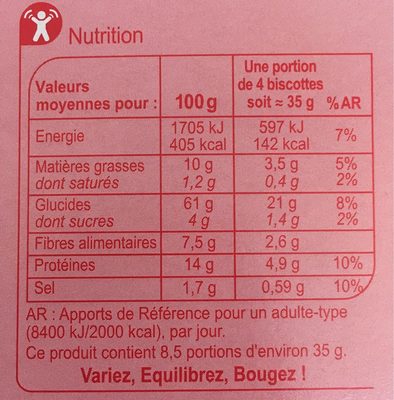 Nutrition
Valeurs moyennes pour : 100 g Une portion de 4 biscottes soit ≈ 35 g % AR
Energie 1705 kJ 405 kcal 597 kJ 142 kcal 7%
Matières grasses 10 g 3,5 g 5%
dont saturés 1,2 g 0,4 g 2%
Glucides 61 g 21 g 8%
dont sucres 4 g 1,4 g 2%
Fibres alimentaires 7,5 g 2,6 g
Protéines 14 g 4,9 g 10%
Sel 1,7 g 0,59 g 10%
AR : Apports de Référence pour un adulte-type
(8400 kJ/2000 kcal), par jour.
Ce produit contient 8,5 portions d'environ 35 g.
Variez, Equilibrez, Bougez !